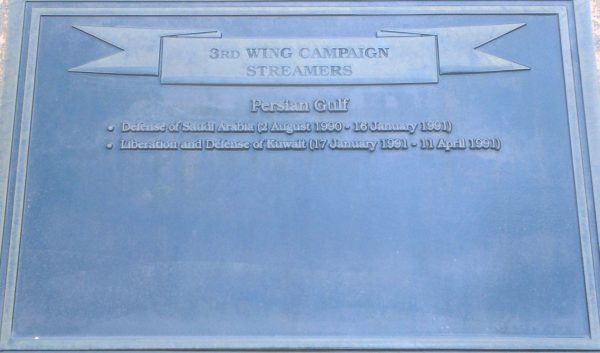 3RD WING CAMPAIGN
STREAMERS
Persian Gulf
• Defense of Saudi Arabia (2 August 1990 - 16 January 1991)
• Liberation and Defense of Kuwait (17 January 1991 - 11 April 1991)